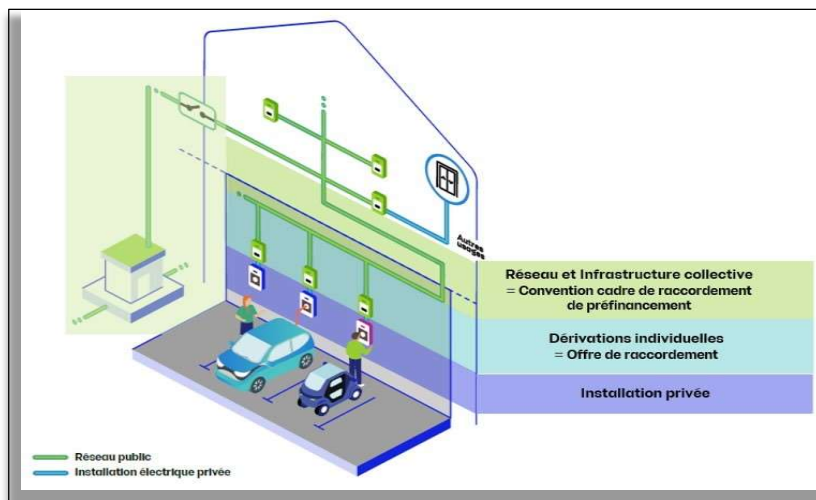 Autres
usages
Réseau et Infrastructure collective
= Convention cadre de raccordement
de préfinancement
Dérivations individuelles
= Offre de raccordement
Installation privée
Réseau public
Installation électrique privée